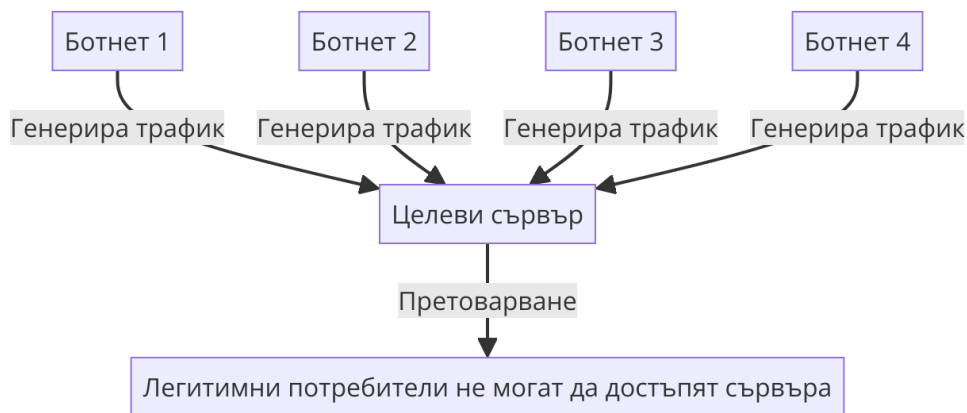 Ботнет 1
Ботнет 2
Ботнет 3
Ботнет 4
Генерира трафик
Генерира трафик
Генерира трафик
Генерира трафик
Целеви сървър
Претоварване
Легитимни потребители не могат да достъпят сървъра